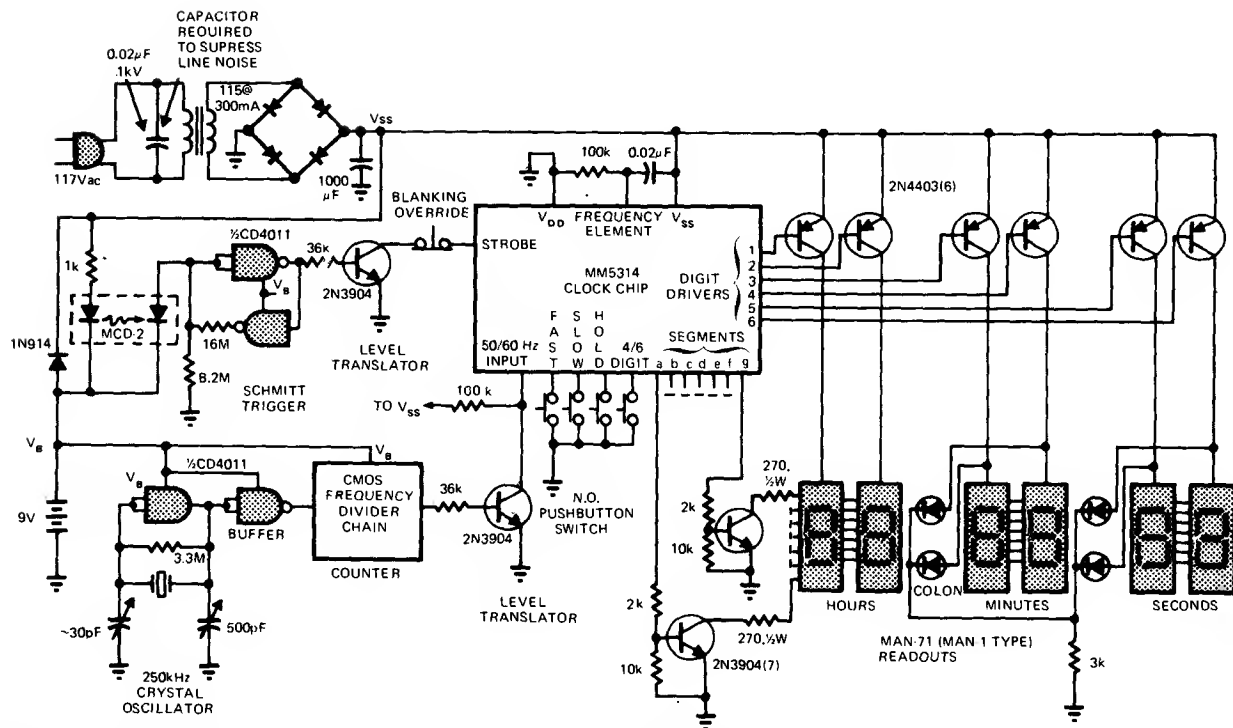 CAPACITOR
REQUIRED
TO SUPRESS
LINE NOISE
0.02µF
.1kV
115@
300mA
117Vac
1000
µF
VSS
100k
0.02µF
BLANKING
OVERRIDE
VDD
FREQUENCY
ELEMENT
VSS
2N4403(6)
STROBE
MM5314
CLOCK CHIP
DIGIT
DRIVERS
1
2
3
4
5
6
50/60 Hz
INPUT
FAST
SLOW
HOLD
4/6
DIGIT
SEGMENTS
a b c d e f g
1k
MCD-2
½CD4011
VB
36k
2N3904
16M
8.2M
1N914
LEVEL
TRANSLATOR
SCHMITT
TRIGGER
100 k
TO VSS
VB
VB
½CD4011
VB
9V
BUFFER
3.3M
CMOS
FREQUENCY
DIVIDER
CHAIN
COUNTER
36k
2N3904
LEVEL
TRANSLATOR
N.O.
PUSHBUTTON
SWITCH
~30pF
500pF
250kHz
CRYSTAL
OSCILLATOR
2k
10k
270,
½W
2k
10k
270,½W
2N3904(7)
HOURS
COLON
MINUTES
SECONDS
MAN-71 (MAN-1 TYPE)
READOUTS
3k